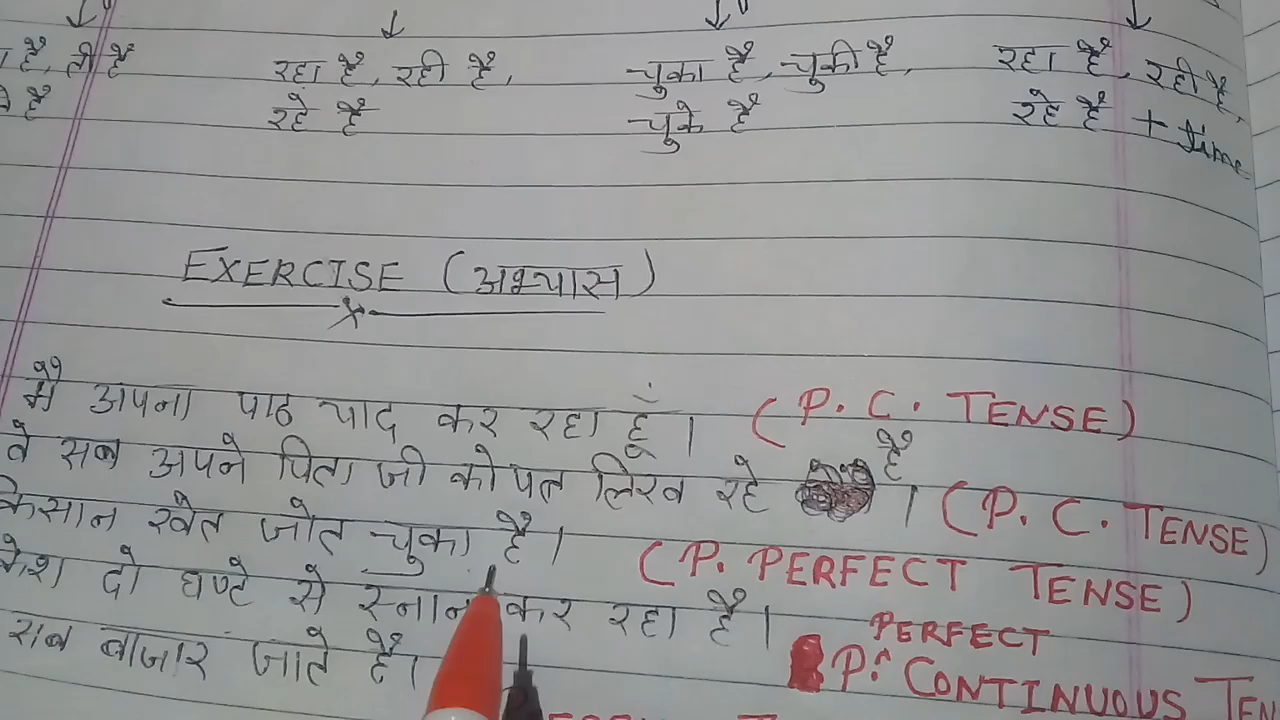 है, ती है रहा है, रही है, चुका है, चुकी है, रहा है, रही है,
है रहे है चुके है रहे है + time
EXERCISE (अभ्यास)
मै अपना पाठ याद कर रहा हूँ। (P. C. TENSE)
वे सब अपने पिता जी को पत्र लिख रहे है। (P. C. TENSE)
किसान खेत जोत चुका है। (P. PERFECT TENSE)
दो घण्टे से स्नान कर रहा है। P. PERFECT CONTINUOUS TEN
सब बाजार जाते है।